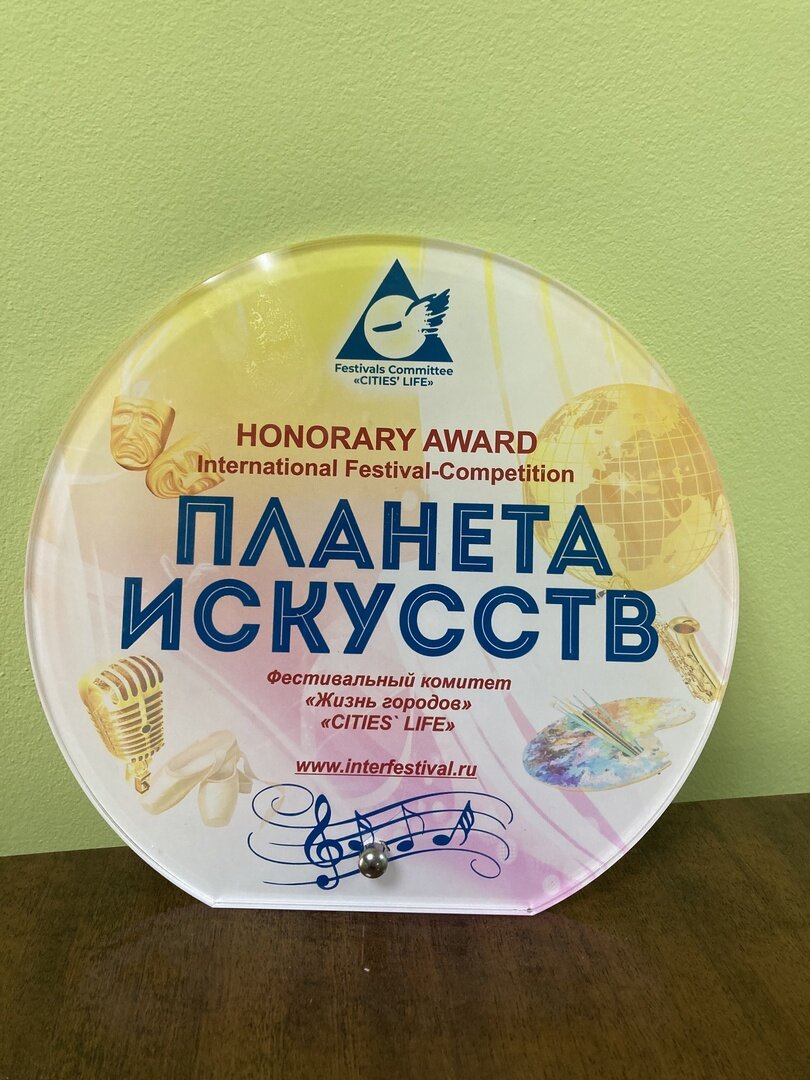 Festivals Committee
«CITIES' LIFE»
HONORARY AWARD
International Festival-Competition
ПЛАНЕТА
ИСКУССТВ
Фестивальный комитет
«Жизнь городов»
«CITIES` LIFE»
www.interfestival.ru